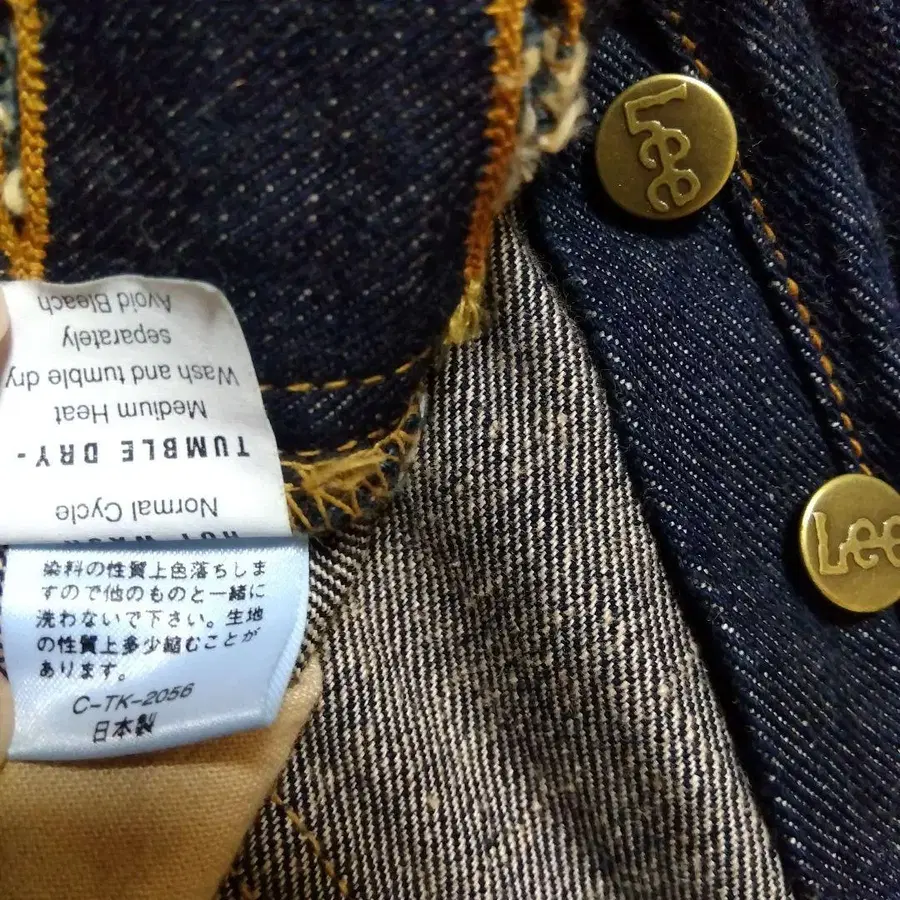 Lee
Lee
HOT WASH
Normal Cycle
TUMBLE DRY-
Medium Heat
Wash and tumble dry
separately
Avoid Bleach
染料の性質上色落ちしま
すので他のものと一緒に
洗わないで下さい。生地
の性質上多少縮むことが
あります。
C-TK-2056
日本製